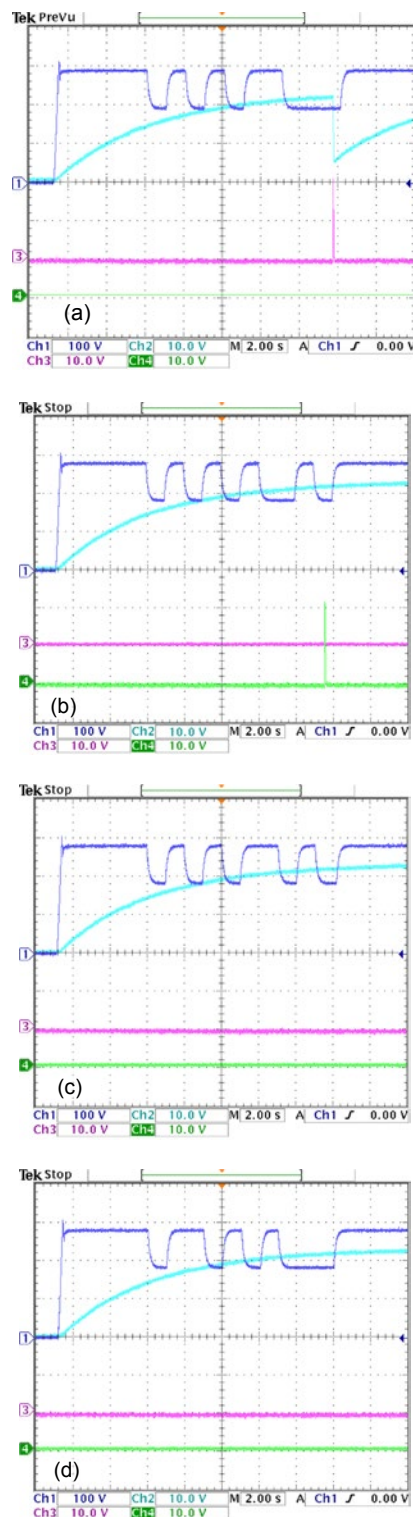 Tek PreVu
1
3
4
(a)
Ch1 100 V Ch2 10.0 V M 2.00 s A Ch1 ʃ 0.00 V
Ch3 10.0 V Ch4 10.0 V
Tek Stop
1
3
4
(b)
Ch1 100 V Ch2 10.0 V M 2.00 s A Ch1 ʃ 0.00 V
Ch3 10.0 V Ch4 10.0 V
Tek Stop
1
3
4
(c)
Ch1 100 V Ch2 10.0 V M 2.00 s A Ch1 ʃ 0.00 V
Ch3 10.0 V Ch4 10.0 V
Tek Stop
1
3
4
(d)
Ch1 100 V Ch2 10.0 V M 2.00 s A Ch1 ʃ 0.00 V
Ch3 10.0 V Ch4 10.0 V